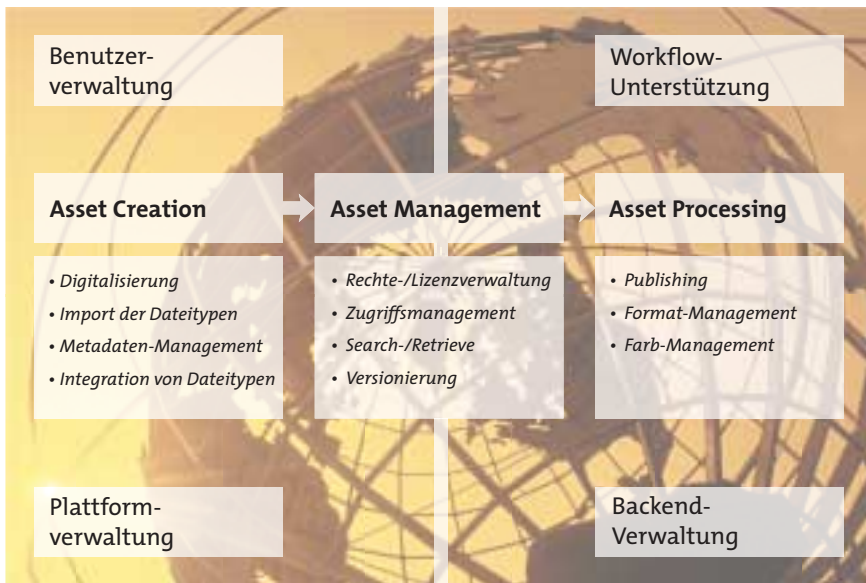 Benutzer-
verwaltung
Workflow-
Unterstützung
Asset Creation
Asset Management
Asset Processing
• Digitalisierung
• Import der Dateitypen
• Metadaten-Management
• Integration von Dateitypen
• Rechte-/Lizenzverwaltung
• Zugriffsmanagement
• Search-/Retrieve
• Versionierung
• Publishing
• Format-Management
• Farb-Management
Plattform-
verwaltung
Backend-
Verwaltung